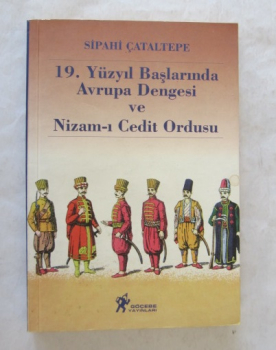 SİPAHİ ÇATALTEPE
19. Yüzyıl Başlarında
Avrupa Dengesi
ve
Nizam-ı Cedit Ordusu
GÖÇEBE
YAYINLARI